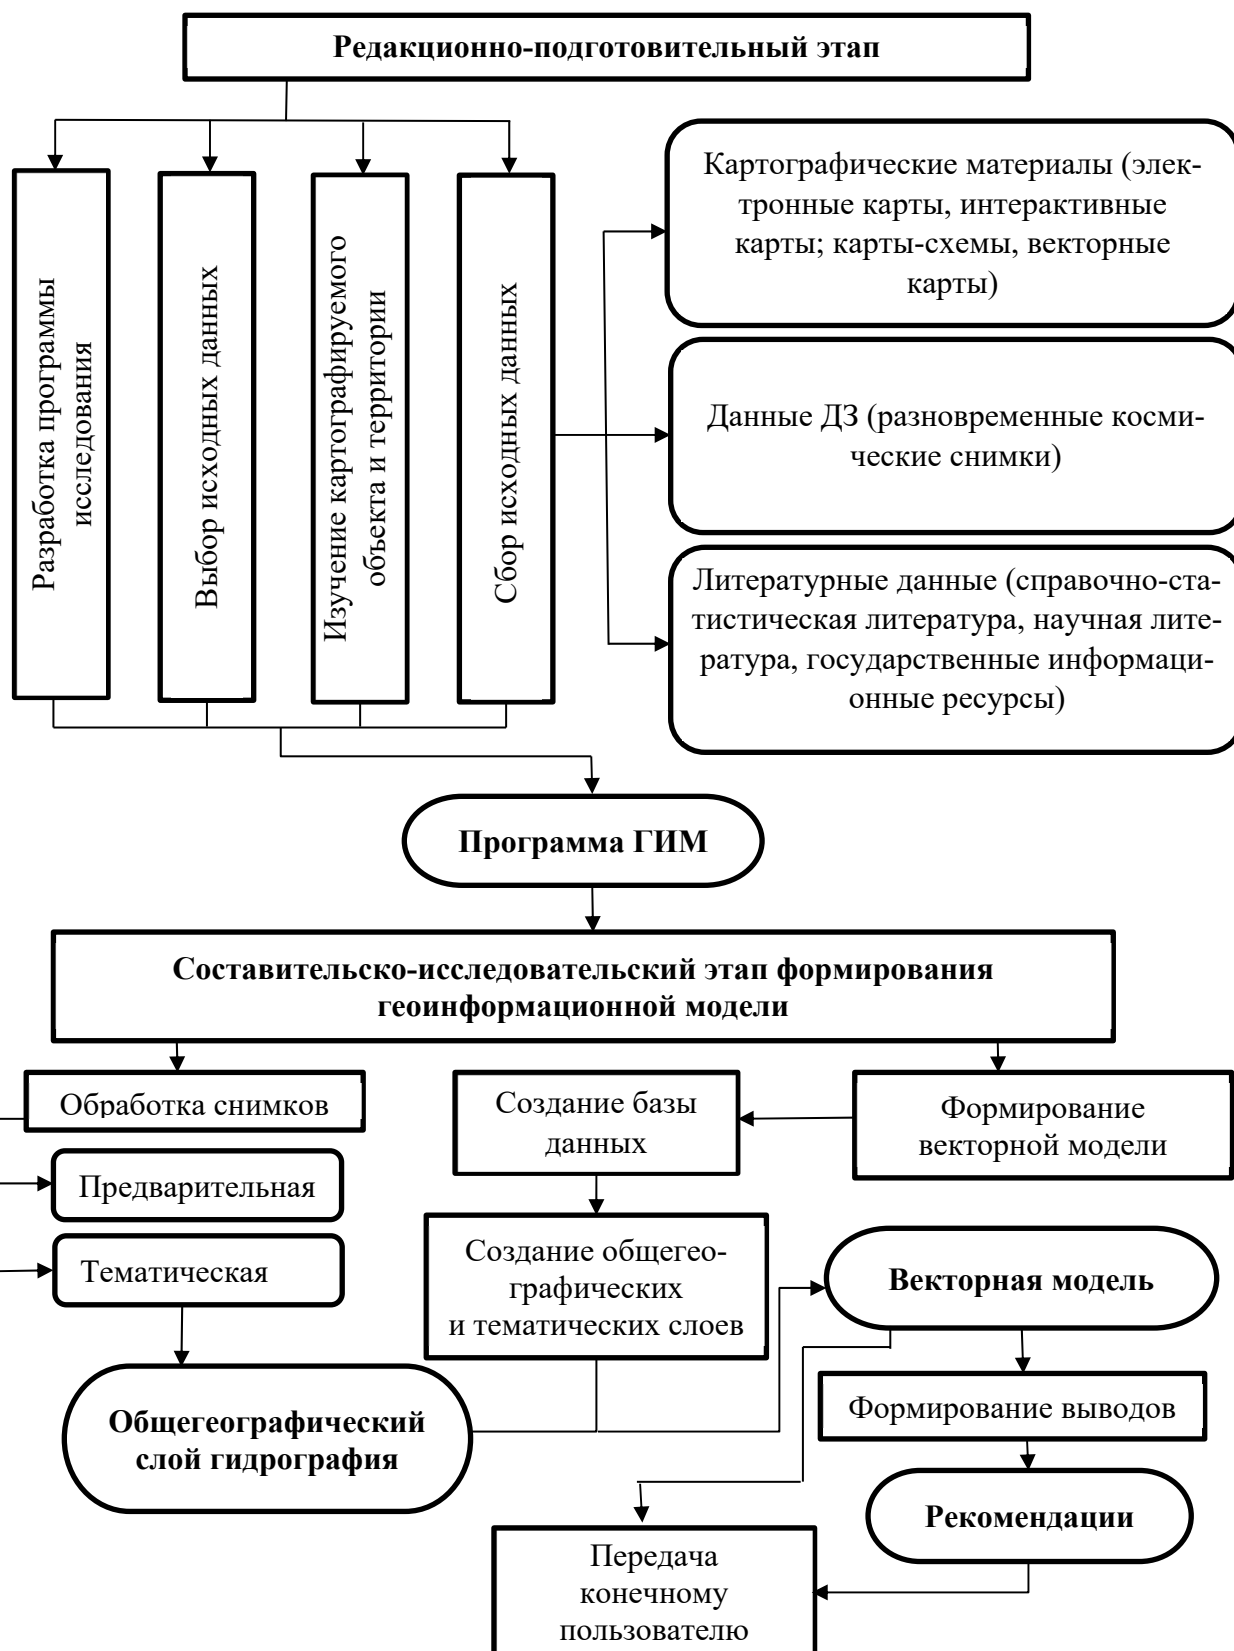 Редакционно-подготовительный этап
Разработка программы
исследования
Выбор исходных данных
Изучение картографируемого
объекта и территории
Сбор исходных данных
Картографические материалы (элек-
тронные карты, интерактивные
карты; карты-схемы, векторные
карты)
Данные ДЗ (разновременные косми-
ческие снимки)
Литературные данные (справочно-ста-
тистическая литература, научная лите-
ратура, государственные информаци-
онные ресурсы)
Программа ГИМ
Составительско-исследовательский этап формирования
геоинформационной модели
Обработка снимков
Предварительная
Тематическая
Общегеографический
слой гидрография
Создание базы
данных
Создание общегео-
графических
и тематических слоев
Формирование
векторной модели
Векторная модель
Формирование выводов
Рекомендации
Передача
конечному
пользователю